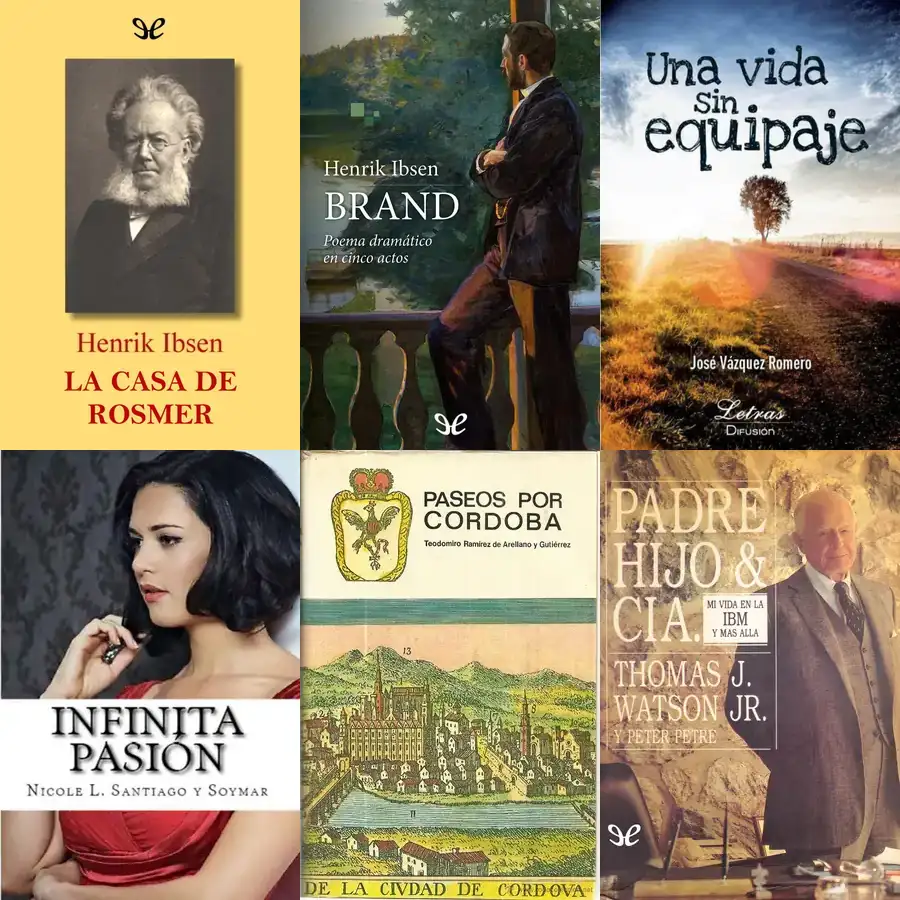 Henrik Ibsen
LA CASA DE
ROSMER
Henrik Ibsen
BRAND
Poema dramático
en cinco actos
Una vida
sin
equipaje
José Vázquez Romero
Letras
DIFUSIÓN
INFINITA
PASIÓN
NICOLE L. SANTIAGO Y SOYMAR
PASEOS POR
CORDOBA
Teodomiro Ramírez de Arellano y Gutiérrez
13
11
DE LA CIVDAD DE CORDOVA
PADRE
HIJO &
CIA.
MI VIDA EN LA
IBM
Y MAS ALLA
THOMAS J.
WATSON JR.
Y PETER PETRE